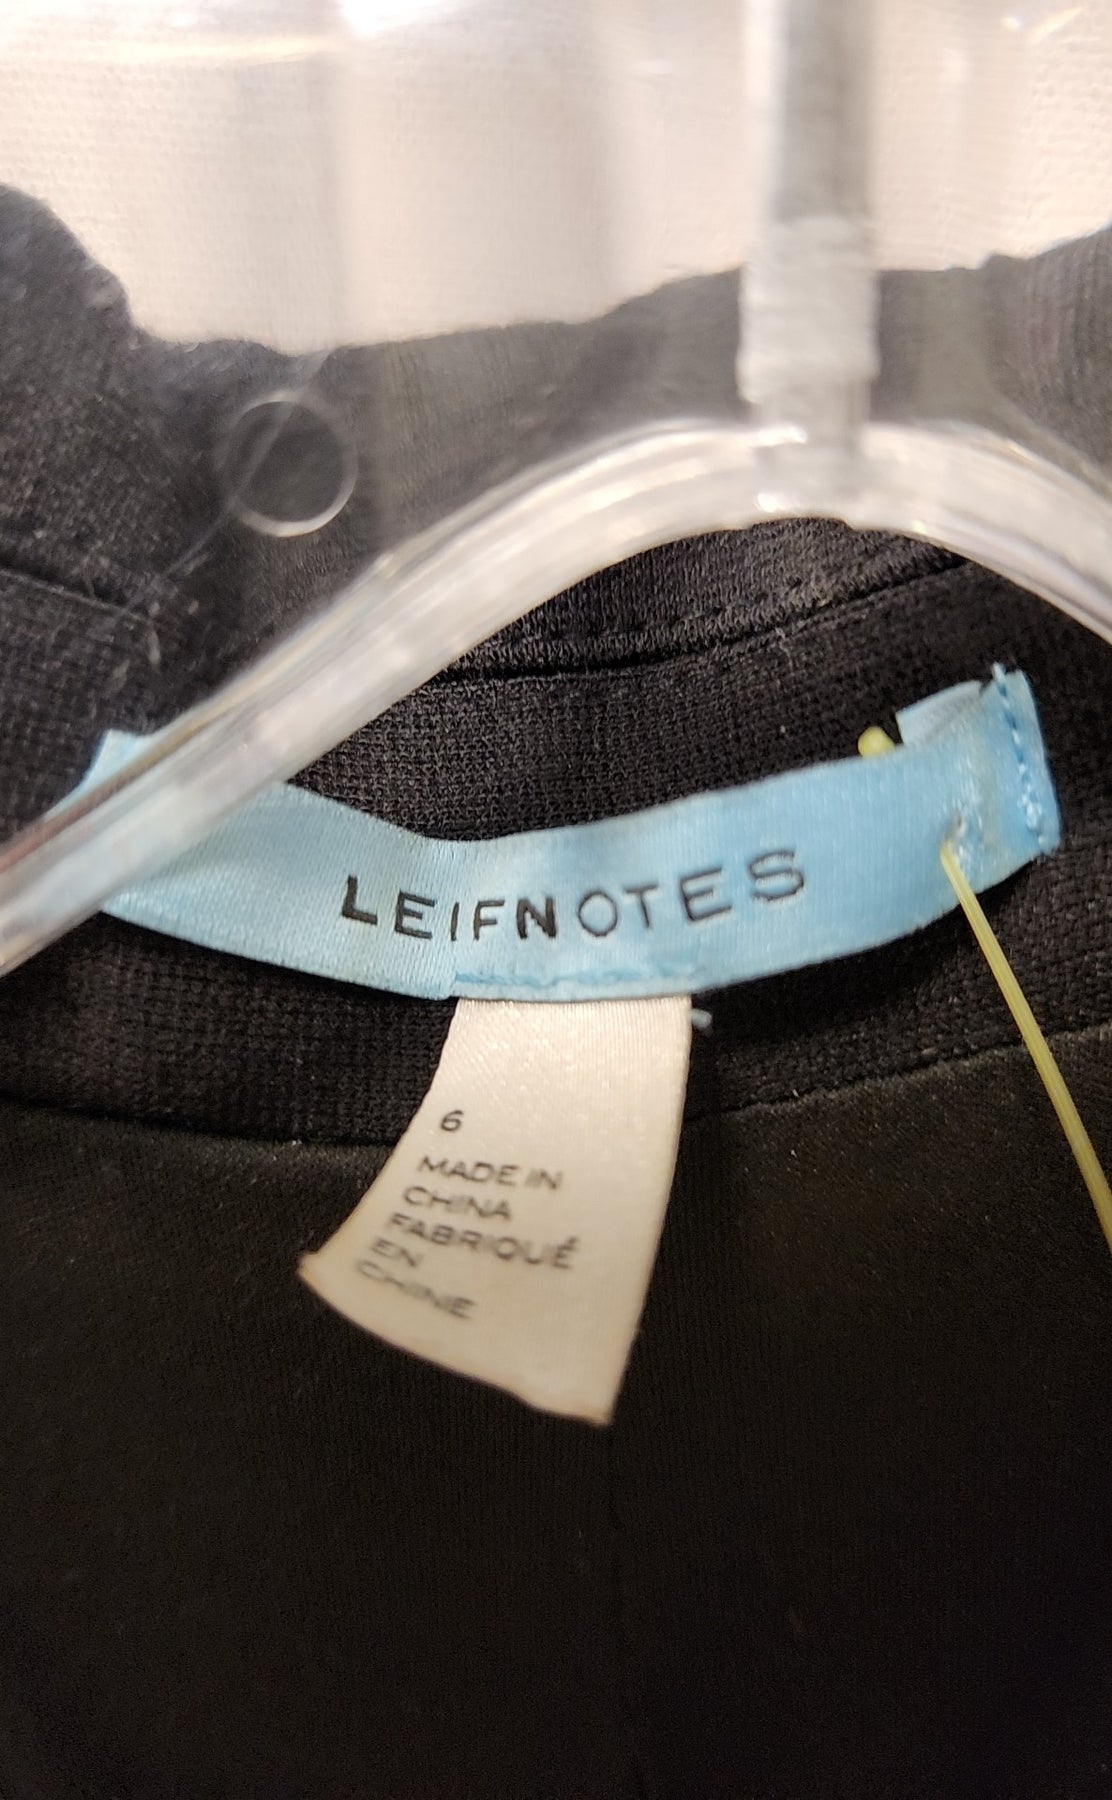 LEIFNOTES
6
MADE IN
CHINA
FABRIQUÉ
EN
CHINE